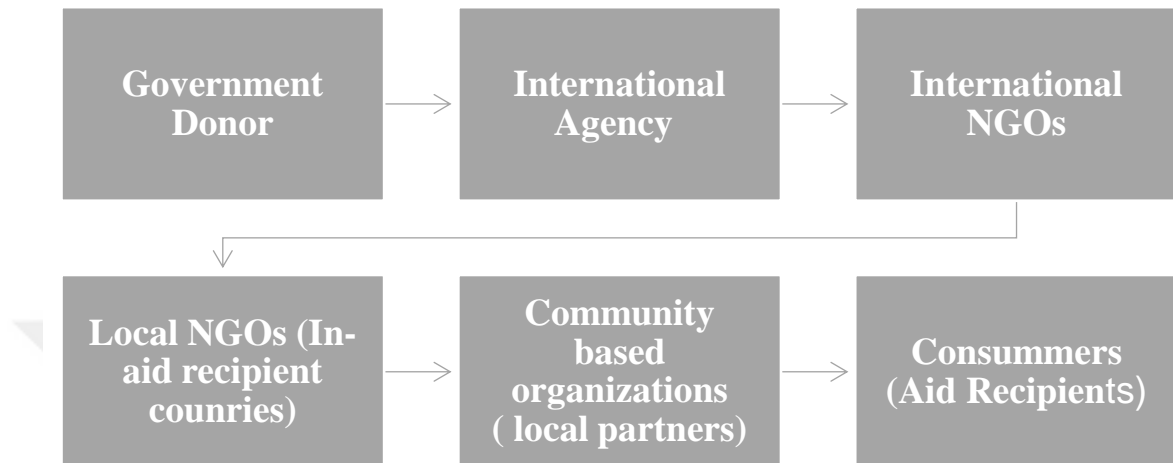 Government
Donor
International
Agency
International
NGOs
Local NGOs (In-
aid recipient
counries)
Community
based
organizations
( local partners)
Consummers
(Aid Recipients)